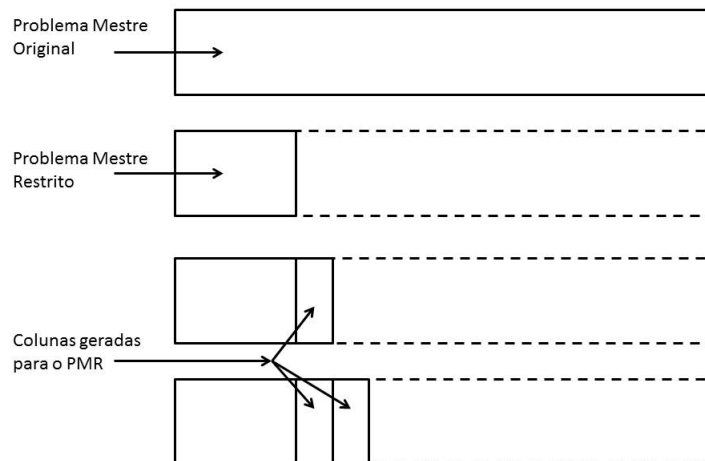 Problema Mestre
Original
Problema Mestre
Restrito
Colunas geradas
para o PMR